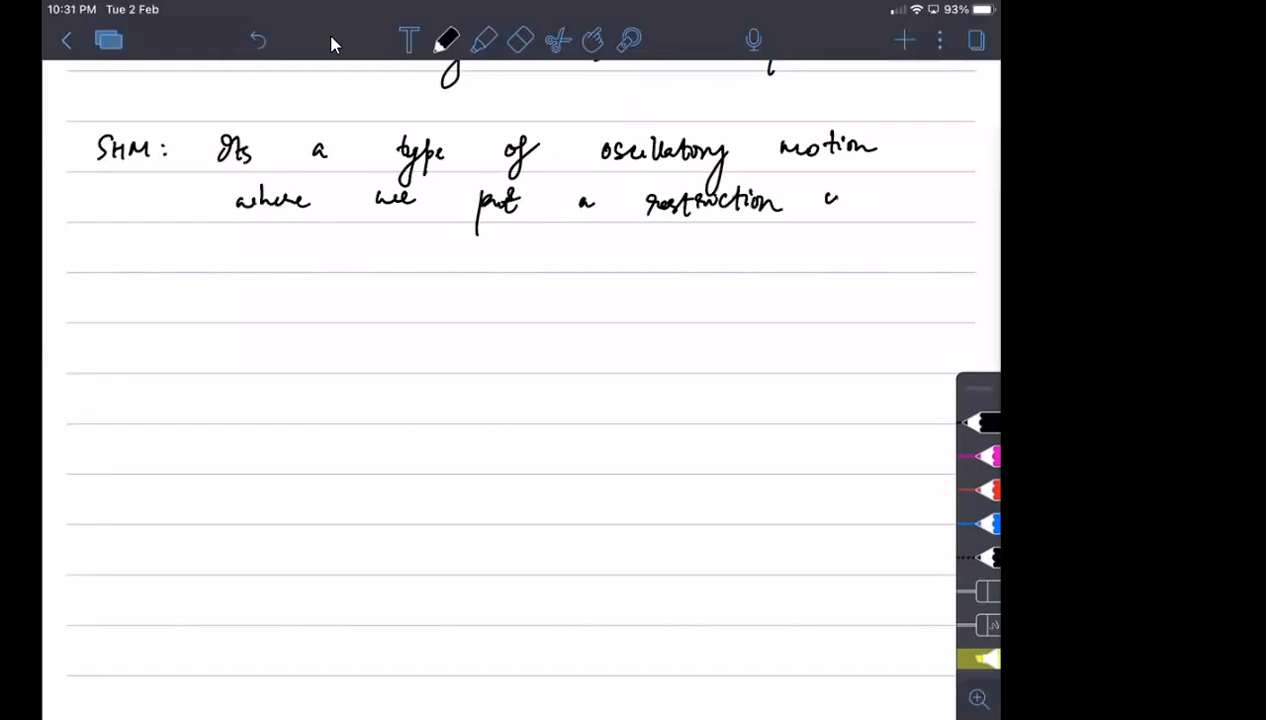 10:31 PM Tue 2 Feb
93%
T
SHM: Its a type of oscillatory motion
where we put a restriction